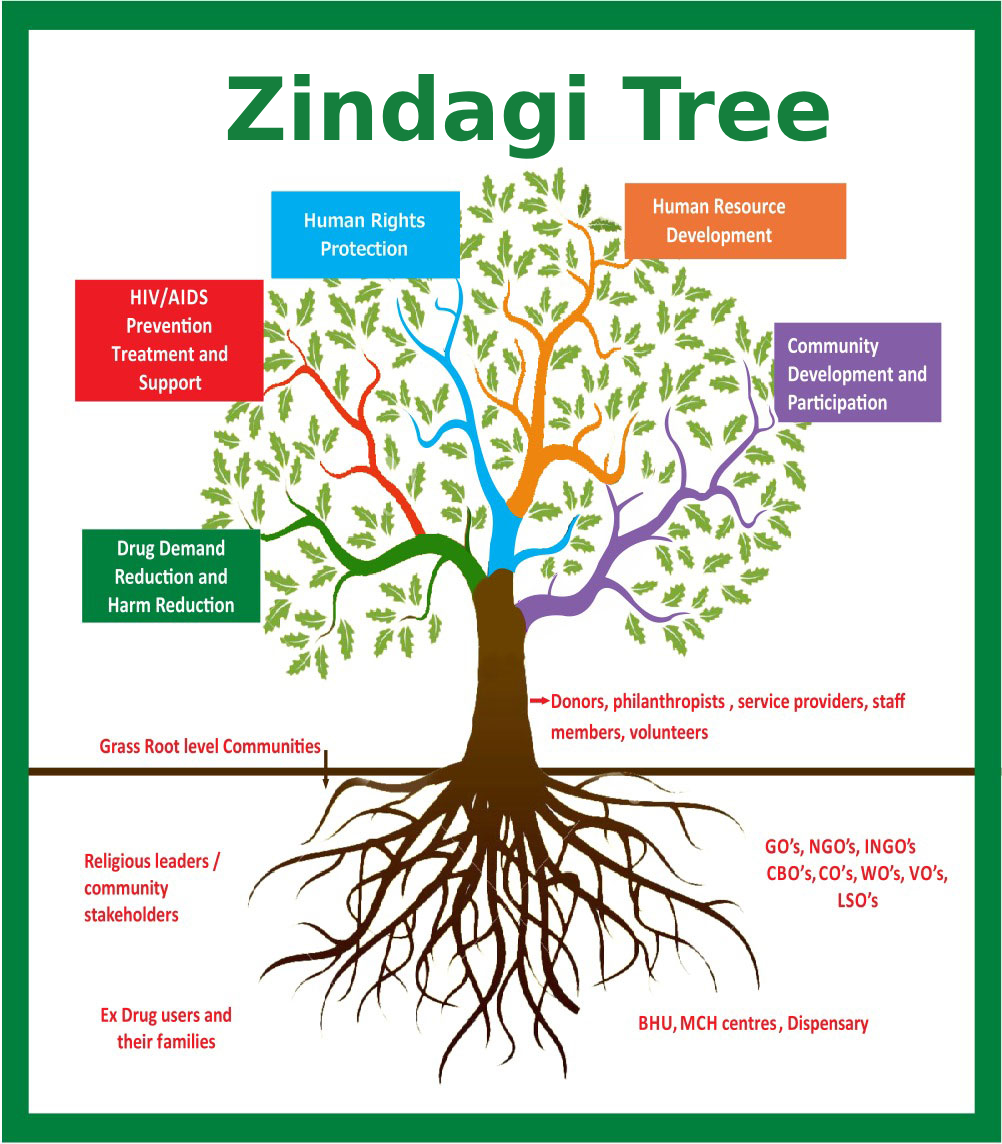 Zindagi Tree
Human Rights
Protection
Human Resource
Development
HIV/AIDS
Prevention
Treatment and
Support
Community
Development and
Participation
Drug Demand
Reduction and
Harm Reduction
Donors, philanthropists , service providers, staff
members, volunteers
Grass Root level Communities
Religious leaders /
community
stakeholders
GO’s, NGO’s, INGO’s
CBO’s, CO’s, WO’s, VO’s,
LSO’s
Ex Drug users and
their families
BHU, MCH centres , Dispensary